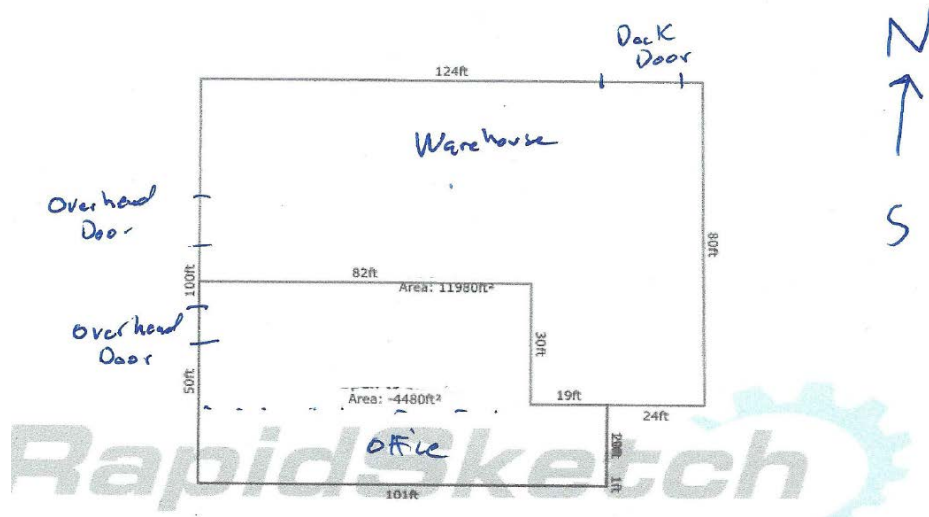 Dock
Door
N
124ft
Warehouse
Overhead
Door
S
80ft
82ft
100ft
Area: 11980ft²
Overhead
Door
30ft
50ft
19ft
Area: -4480ft²
24ft
office
RapidSketch
1ft
101ft